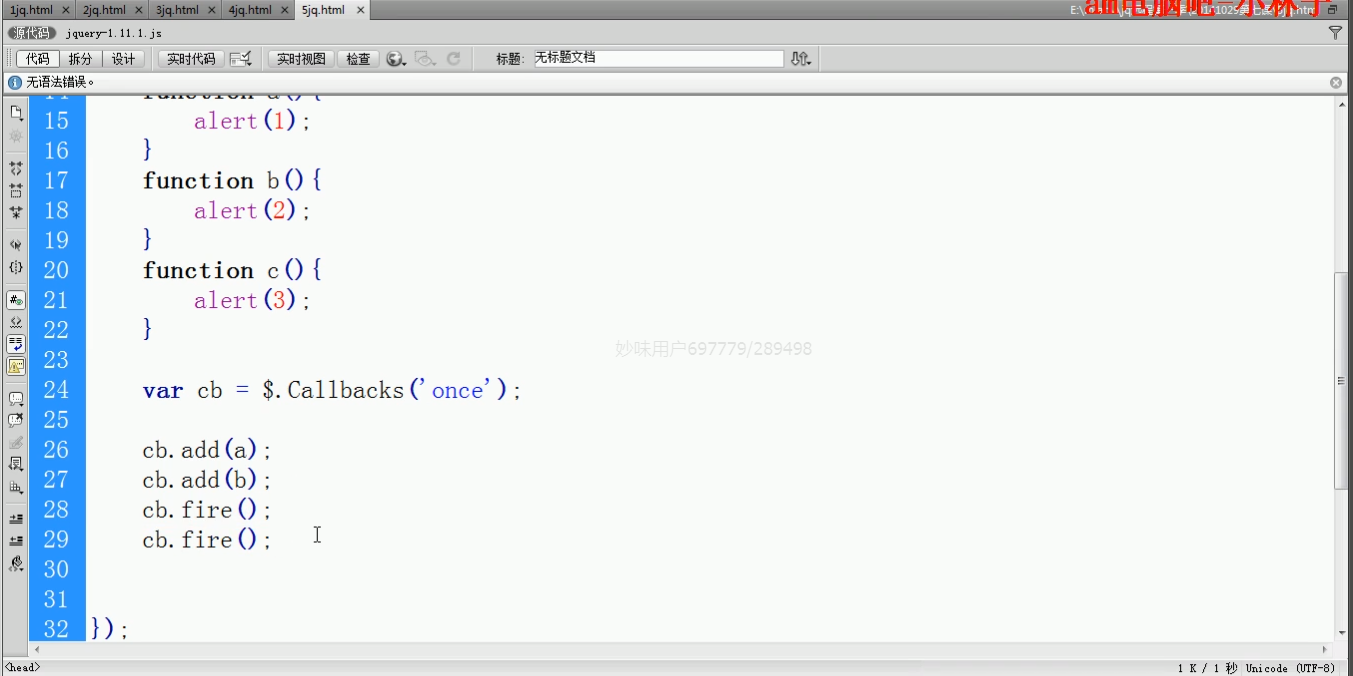 1jq.html × 2jq.html × 3jq.html × 4jq.html × 5jq.html ×
源代码 jquery-1.11.1.js
代码 拆分 设计 实时代码 实时视图 检查 标题: 无标题文档
无语法错误。
15 alert(1);
16 }
17 function b(){
18 alert(2);
19 }
20 function c(){
21 alert(3);
22 }
23
妙味用户697779/289498
24 var cb = $.Callbacks('once');
25
26 cb.add(a);
27 cb.add(b);
28 cb.fire();
29 cb.fire();
30
31
32 });
<head>
1 K / 1 秒 Unicode (UTF-8)